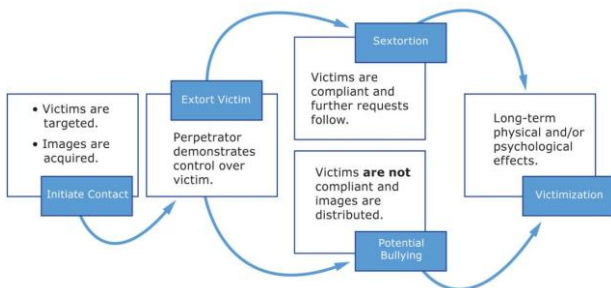 • Victims are
targeted.
• Images are
acquired.
Initiate Contact
Extort Victim
Perpetrator
demonstrates
control over
victim.
Sextortion
Victims are
compliant and
further requests
follow.
Victims are not
compliant and
images are
distributed.
Potential
Bullying
Long-term
physical and/or
psychological
effects.
Victimization